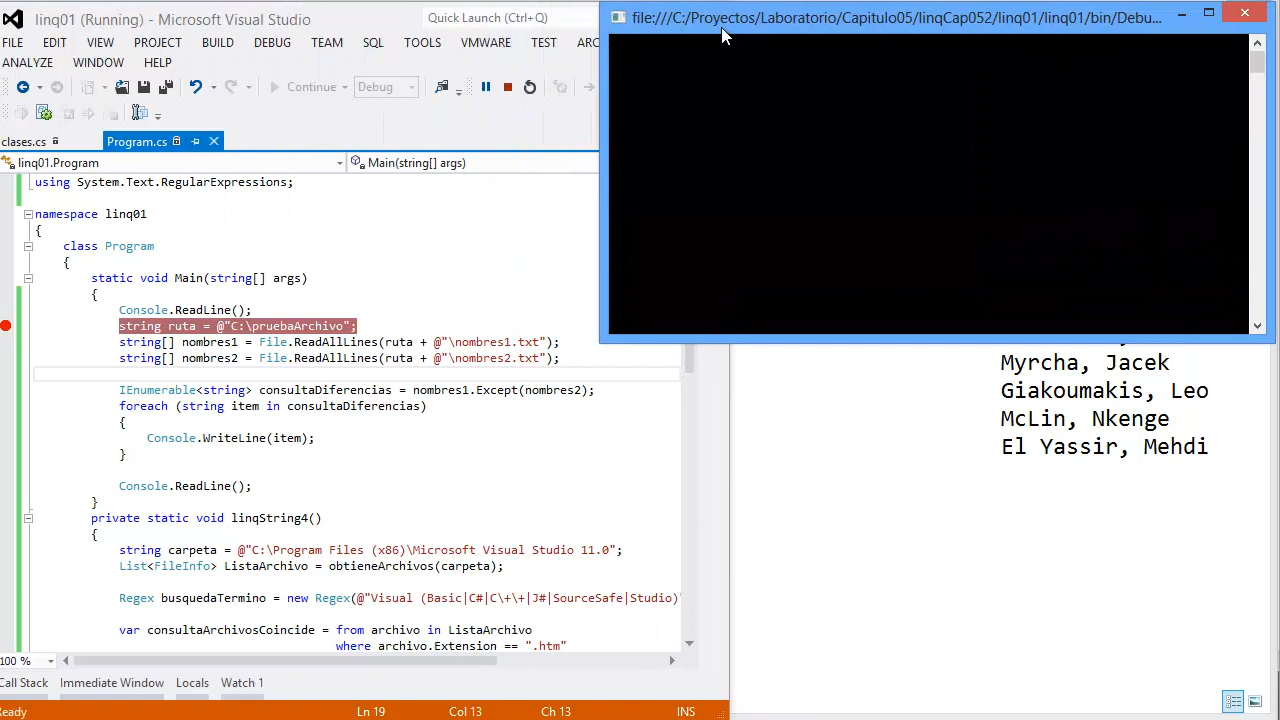 linq01 (Running) - Microsoft Visual Studio
Quick Launch (Ctrl+Q)
file:///C:/Proyectos/Laboratorio/Capitulo05/linqCap052/linq01/linq01/bin/Debu...
FILE EDIT VIEW PROJECT BUILD DEBUG TEAM SQL TOOLS VMWARE TEST
ANALYZE WINDOW HELP
Continue Debug
clases.cs Program.cs
linq01.Program Main(string[] args)
using System.Text.RegularExpressions;
namespace linq01
{
class Program
{
static void Main(string[] args)
{
Console.ReadLine();
string ruta = @"C:\pruebaArchivo";
string[] nombres1 = File.ReadAllLines(ruta + @"\nombres1.txt");
string[] nombres2 = File.ReadAllLines(ruta + @"\nombres2.txt");
IEnumerable<string> consultaDiferencias = nombres1.Except(nombres2);
foreach (string item in consultaDiferencias)
{
Console.WriteLine(item);
}
Console.ReadLine();
}
private static void linqString4()
{
string carpeta = @"C:\Program Files (x86)\Microsoft Visual Studio 11.0";
List<FileInfo> ListaArchivo = obtieneArchivos(carpeta);
Regex busquedaTermino = new Regex(@"Visual (Basic|C#|C\+\+|J#|SourceSafe|Studio)"
var consultaArchivosCoincide = from archivo in ListaArchivo
where archivo.Extension == ".htm"
100 %
Call Stack Immediate Window Locals Watch 1
Ready Ln 19 Col 13 Ch 13 INS
Myrcha, Jacek
Giakoumakis, Leo
McLin, Nkenge
El Yassir, Mehdi